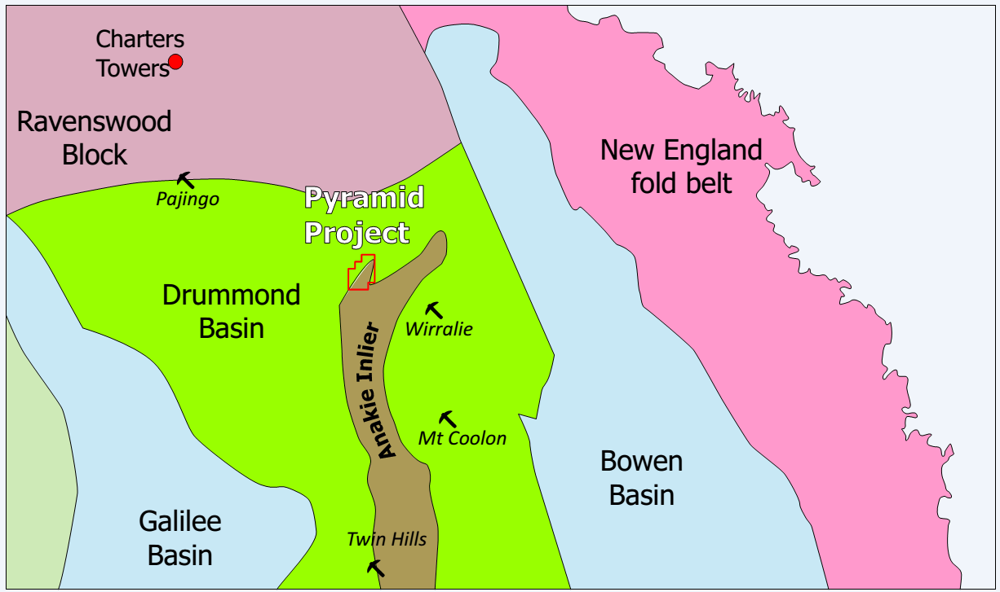 Charters
Towers
Ravenswood
Block
New England
fold belt
Pajingo
Pyramid
Project
Drummond
Basin
Wirralie
Anakie Inlier
Mt Coolon
Bowen
Basin
Galilee
Basin
Twin Hills